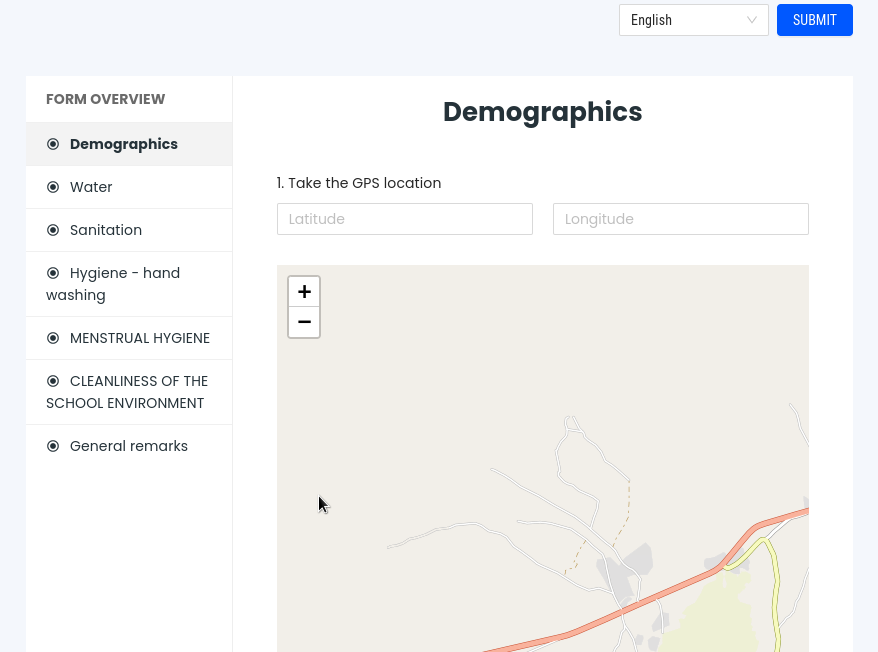 English
SUBMIT
FORM OVERVIEW
Demographics
Water
Sanitation
Hygiene - hand
washing
MENSTRUAL HYGIENE
CLEANLINESS OF THE
SCHOOL ENVIRONMENT
General remarks
Demographics
1. Take the GPS location
Latitude
Longitude
+
−